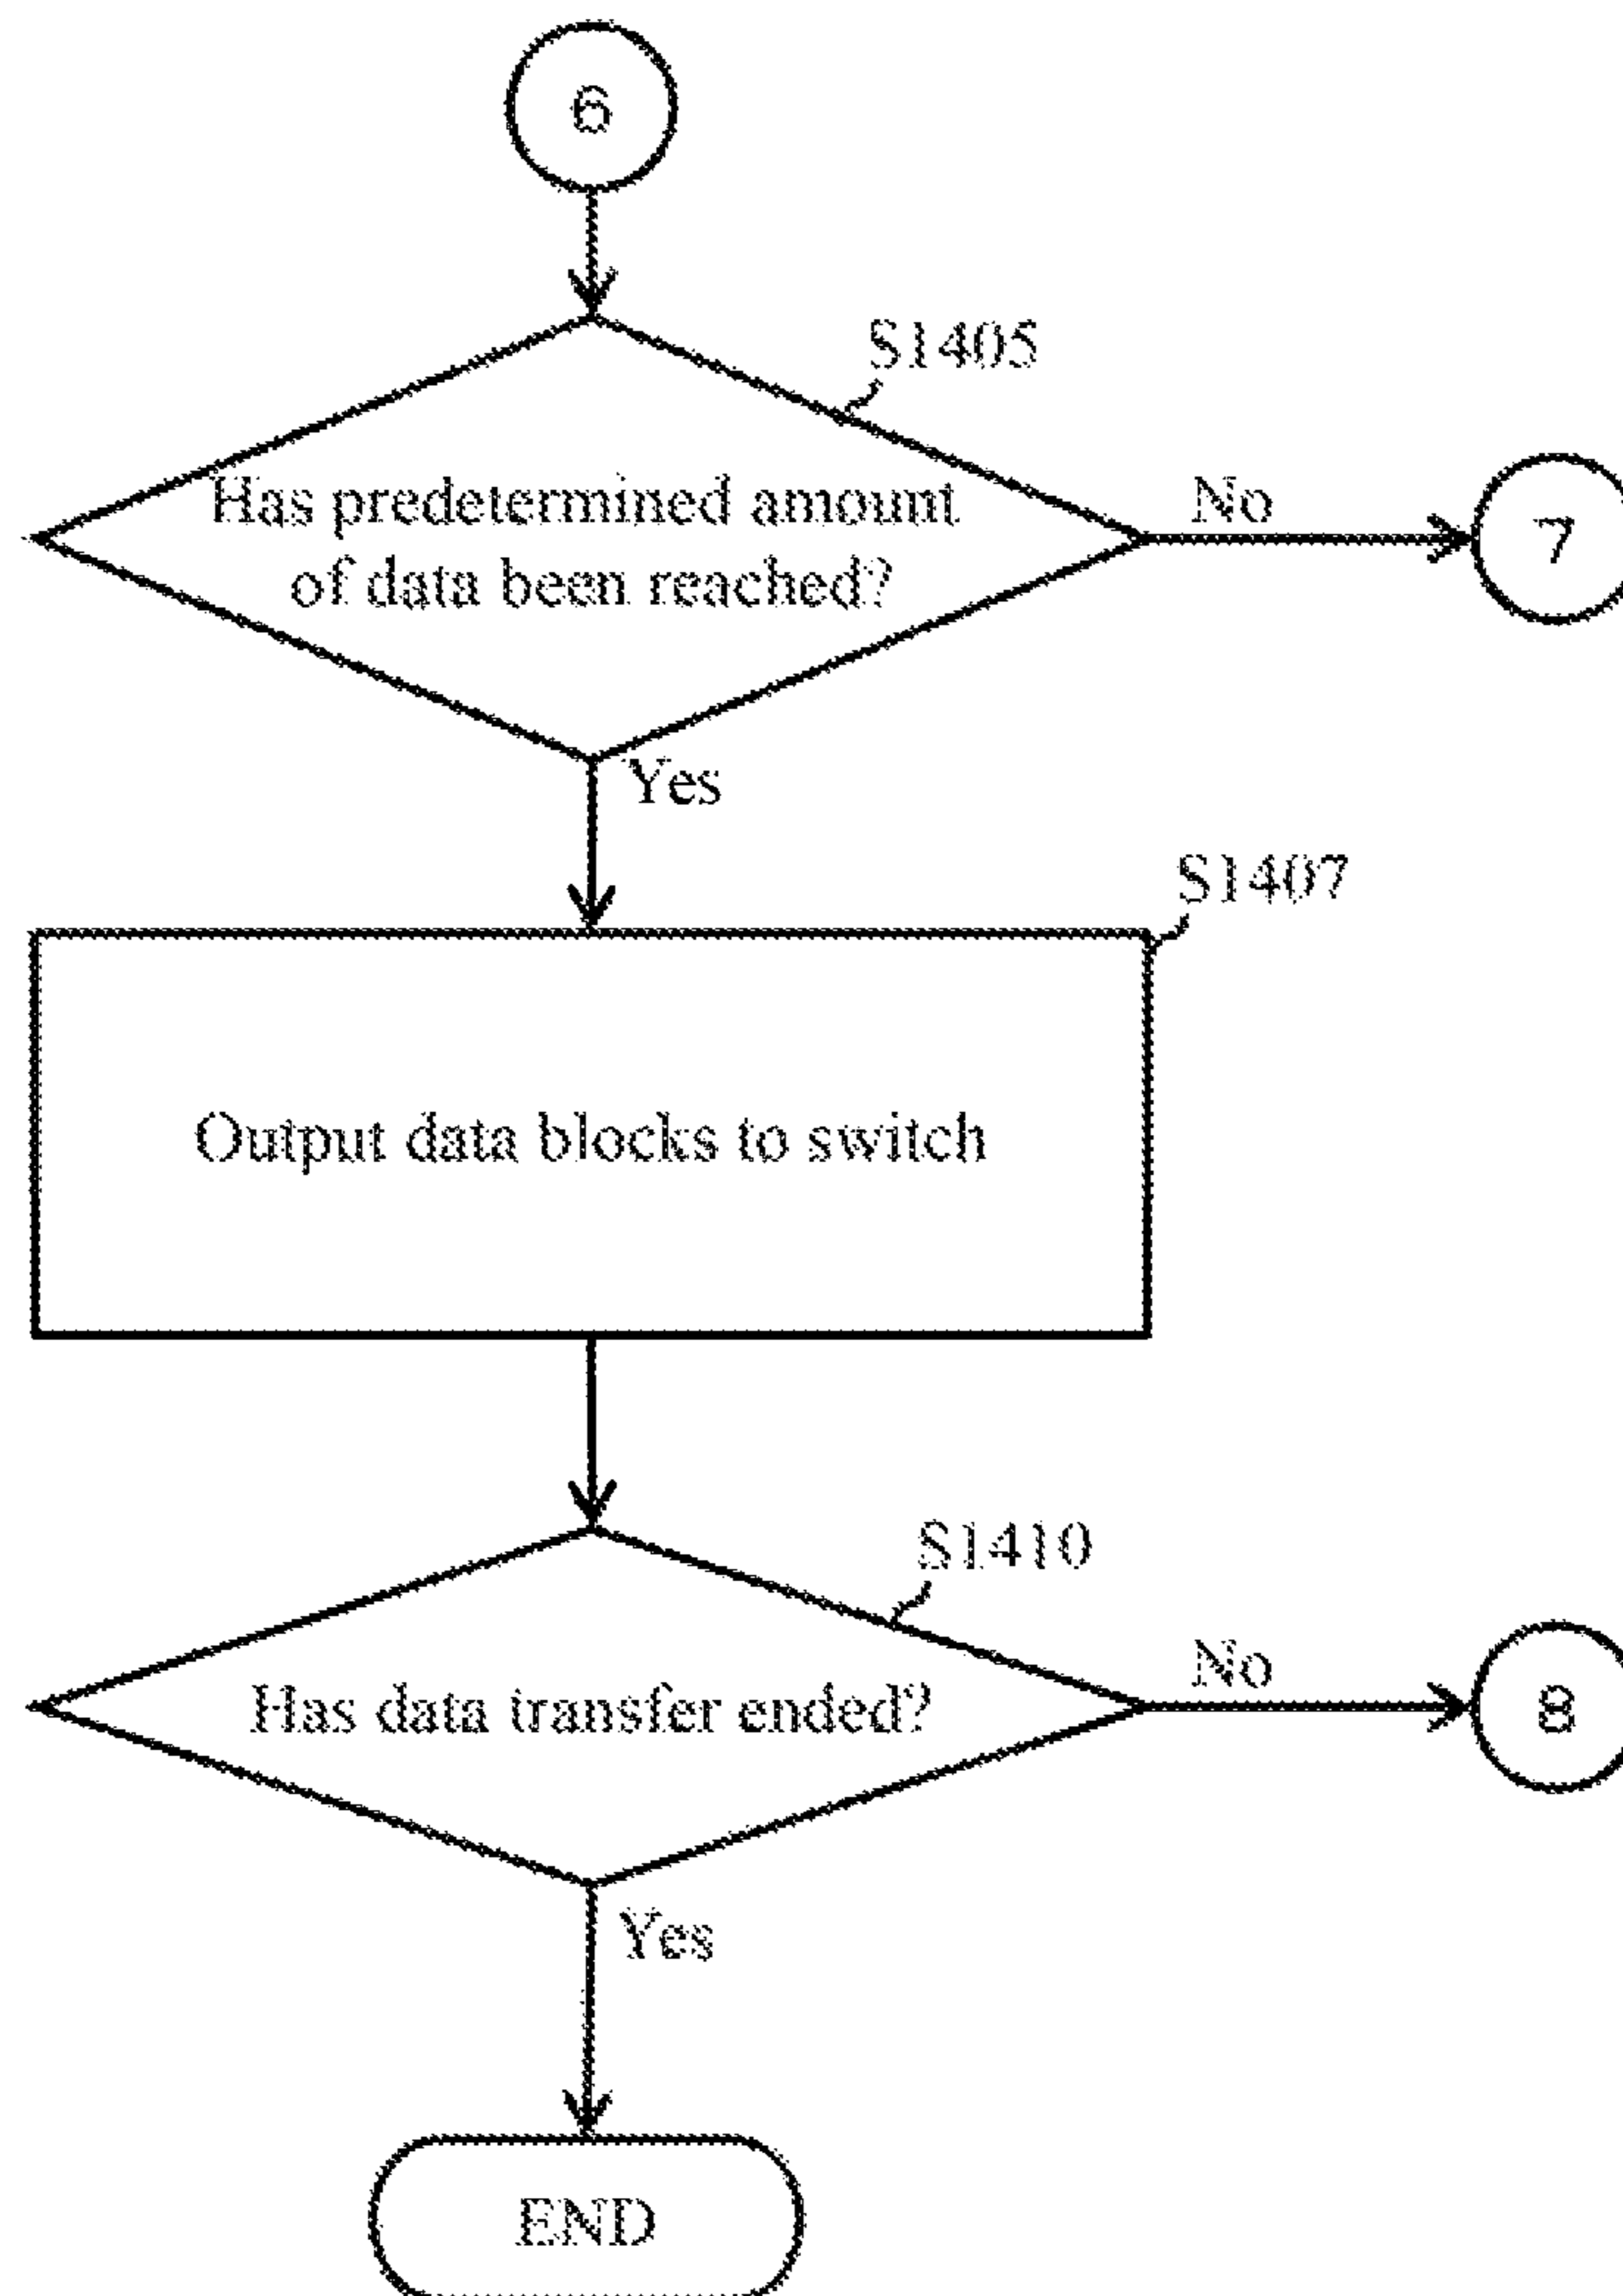 6
S1405
Has predetermined amount
of data been reached?
No
7
Yes
S1407
Output data blocks to switch
S1410
Has data transfer ended?
No
8
Yes
END